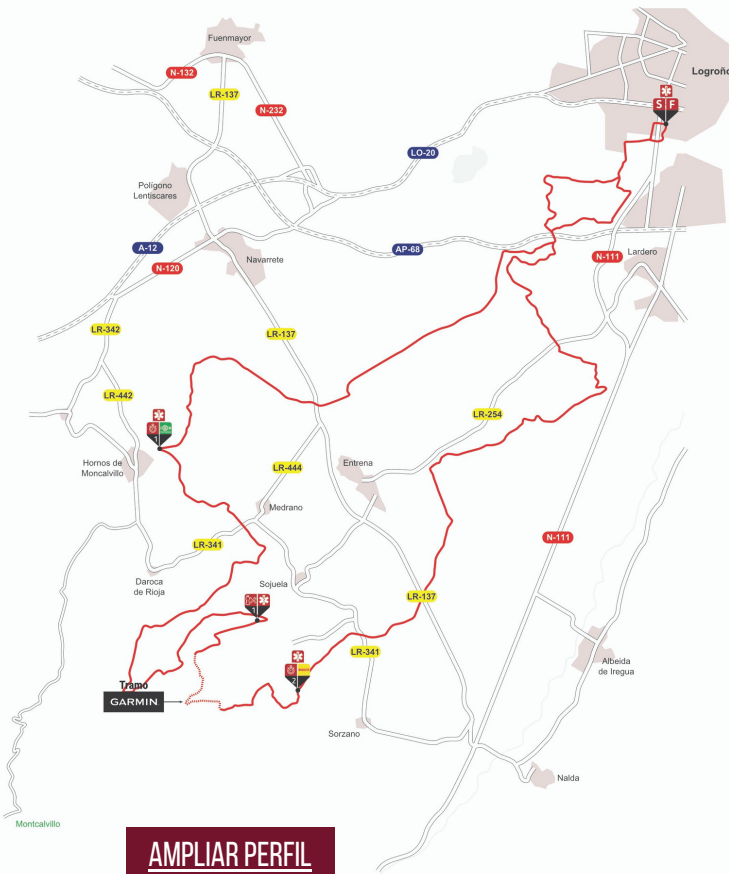 Fuenmayor
N-132
LR-137
N-232
Logroño
S F
LO-20
Polígono
Lentiscares
A-12
N-120
Navarrete
AP-68
N-111
Lardero
LR-342
LR-137
LR-442
LR-254
1
Hornos de
Moncalvillo
LR-444
Entrena
Medrano
N-111
LR-341
Daroca
de Rioja
Sojuela
1
LR-137
LR-341
Albeida
de Iregua
2
Tramo
GARMIN
Sorzano
Nalda
Montcalvillo
AMPLIAR PERFIL